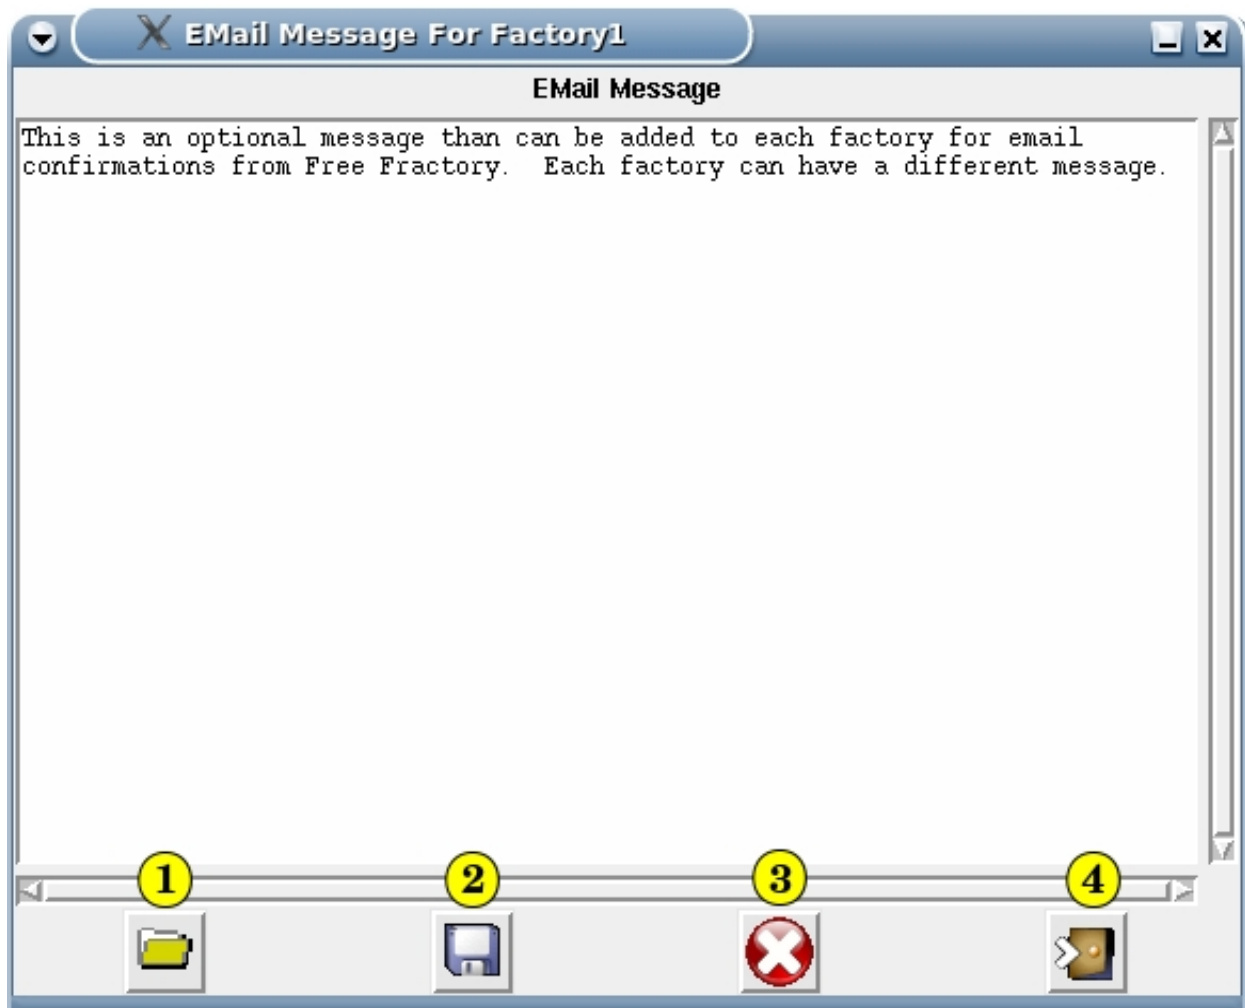 EMail Message For Factory1
EMail Message
This is an optional message than can be added to each factory for email
confirmations from Free Fractory.  Each factory can have a different message.
1 2 3 4